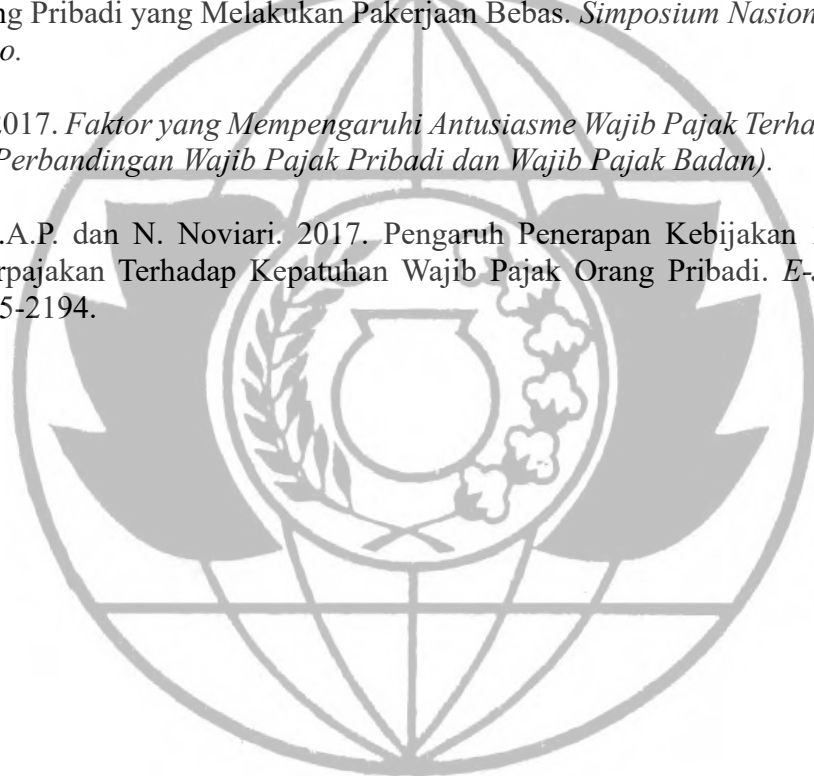 ng Pribadi yang Melakukan Pakerjaan Bebas. Simposium Nasion
o.
2017. Faktor yang Mempengaruhi Antusiasme Wajib Pajak Terha
Perbandingan Wajib Pajak Pribadi dan Wajib Pajak Badan).
.A.P. dan N. Noviari. 2017. Pengaruh Penerapan Kebijakan
rpajakan Terhadap Kepatuhan Wajib Pajak Orang Pribadi. E-
5-2194.